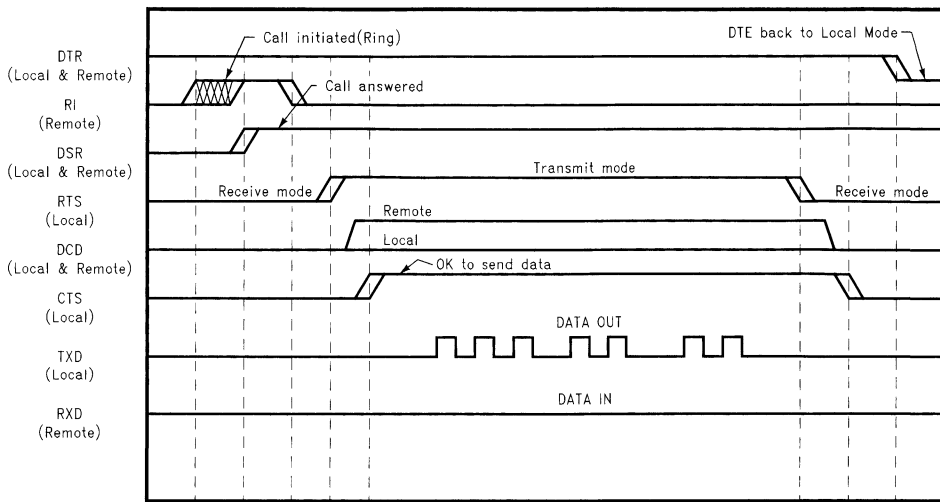 Call initiated(Ring)
DTE back to Local Mode
DTR
(Local & Remote)
Call answered
RI
(Remote)
DSR
(Local & Remote)
Transmit mode
Receive mode
Receive mode
RTS
(Local)
Remote
Local
DCD
(Local & Remote)
OK to send data
CTS
(Local)
DATA OUT
TXD
(Local)
DATA IN
RXD
(Remote)